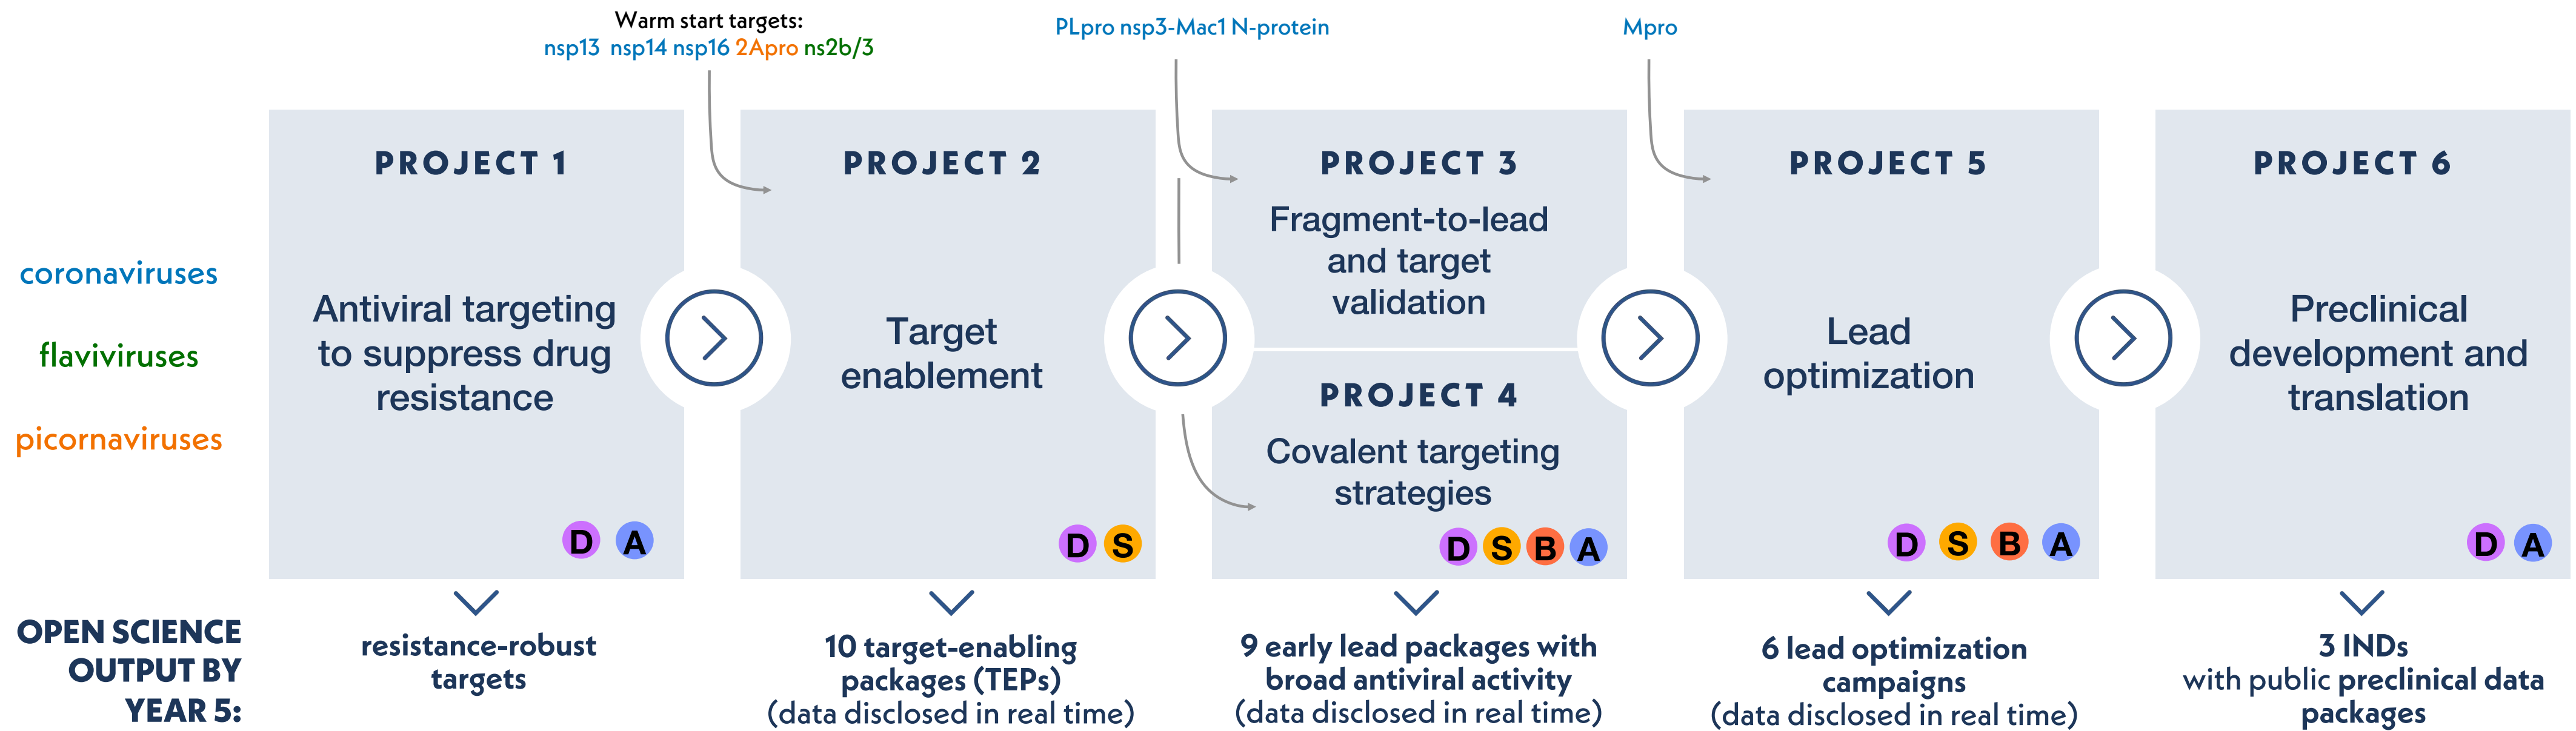 Warm start targets:
nsp13 nsp14 nsp16 2Apro ns2b/3
PLpro nsp3-Mac1 N-protein
Mpro
coronaviruses
flaviviruses
picornaviruses
PROJECT 1
Antiviral targeting
to suppress drug
resistance
D A
PROJECT 2
Target
enablement
D S
PROJECT 3
Fragment-to-lead
and target
validation
PROJECT 4
Covalent targeting
strategies
D S B A
PROJECT 5
Lead
optimization
D S B A
PROJECT 6
Preclinical
development and
translation
D A
OPEN SCIENCE
OUTPUT BY
YEAR 5:
resistance-robust
targets
10 target-enabling
packages (TEPs)
(data disclosed in real time)
9 early lead packages with
broad antiviral activity
(data disclosed in real time)
6 lead optimization
campaigns
(data disclosed in real time)
3 INDs
with public preclinical data
packages